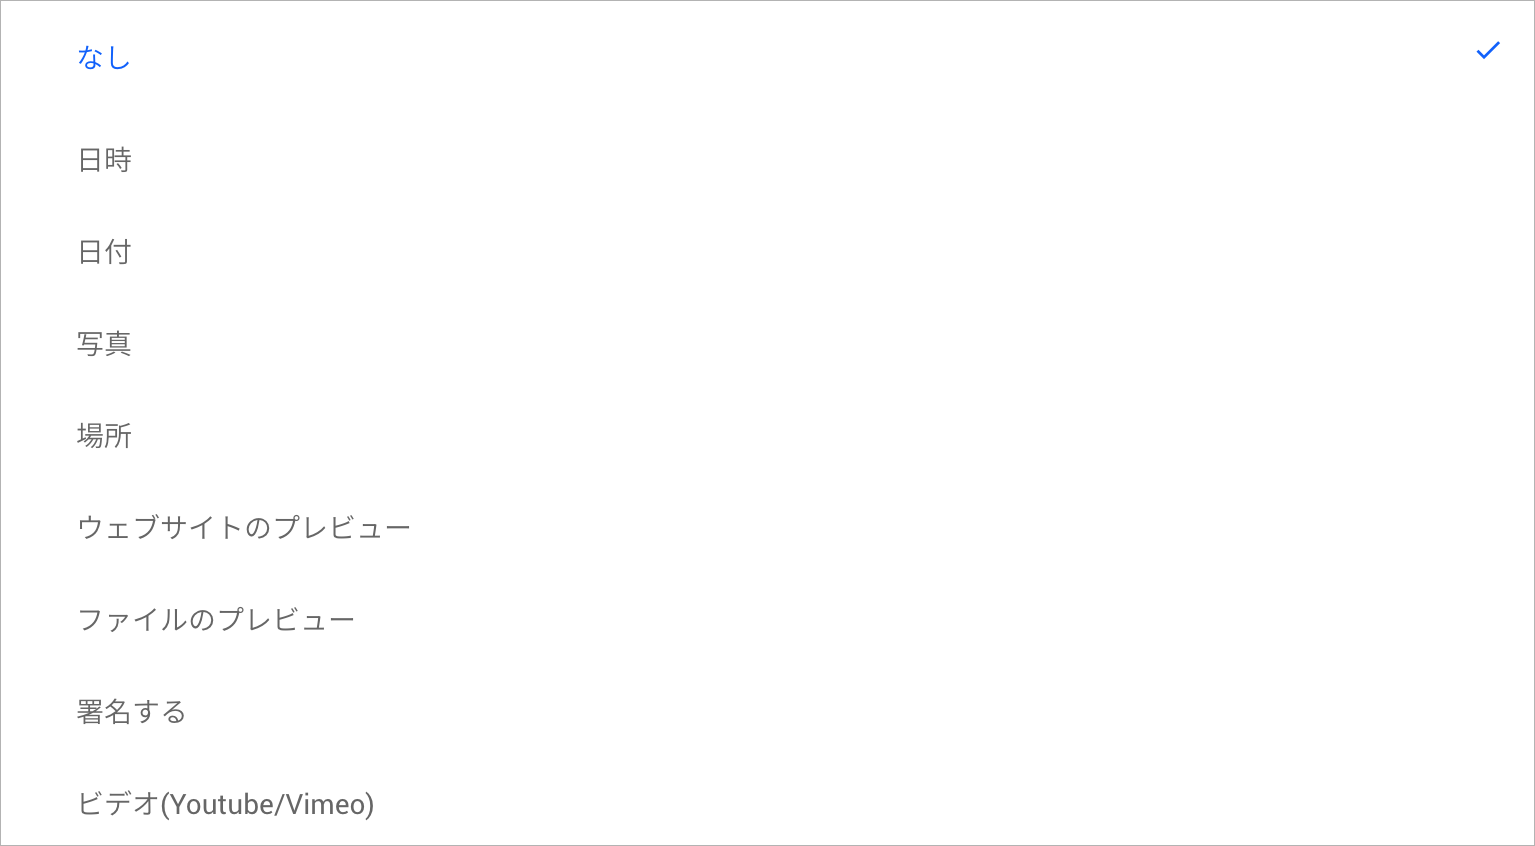 なし
日時
日付
写真
場所
ウェブサイトのプレビュー
ファイルのプレビュー
署名する
ビデオ(Youtube/Vimeo)